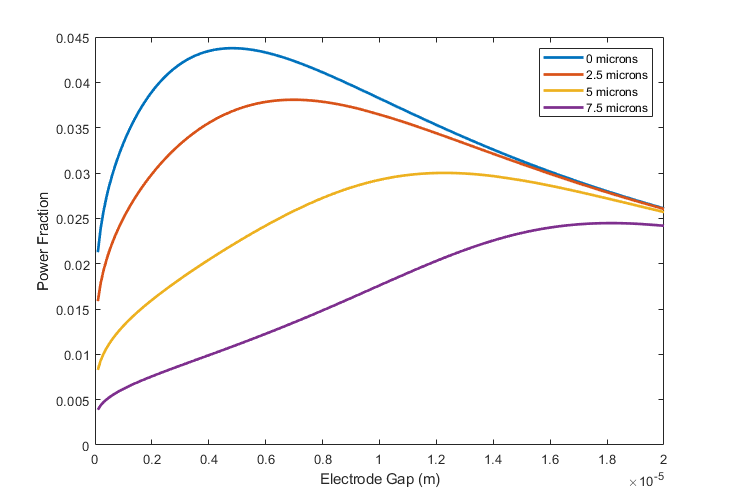 0.045
0.04
0.035
0.03
0.025
0.02
0.015
0.01
0.005
0
Power Fraction
0 microns
2.5 microns
5 microns
7.5 microns
0 0.2 0.4 0.6 0.8 1 1.2 1.4 1.6 1.8 2
Electrode Gap (m)
×10-5